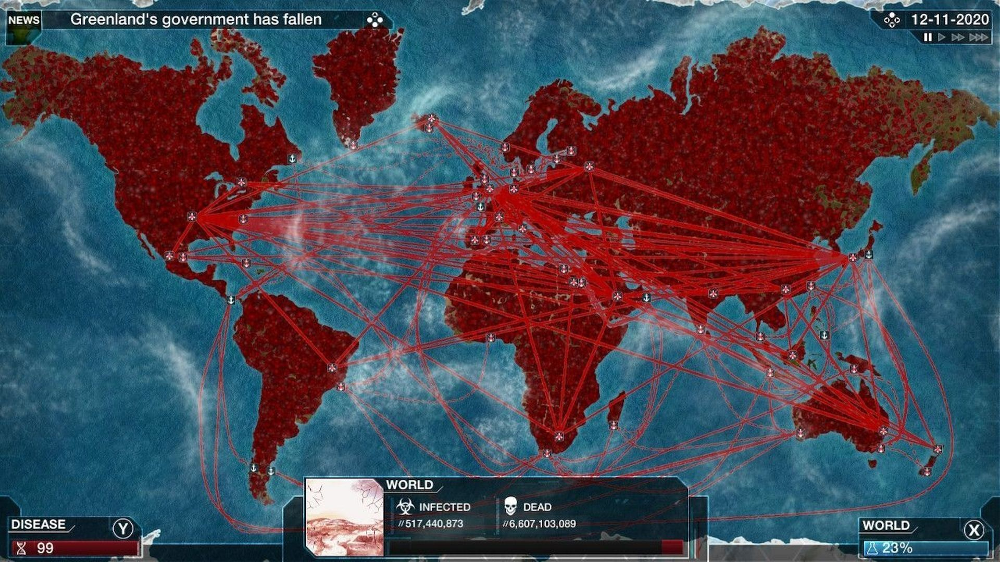 NEWS
Greenland's government has fallen
12-11-2020
WORLD
INFECTED
DEAD
//517,440,873
//6,607,103,089
DISEASE
Y
99
WORLD
X
23%